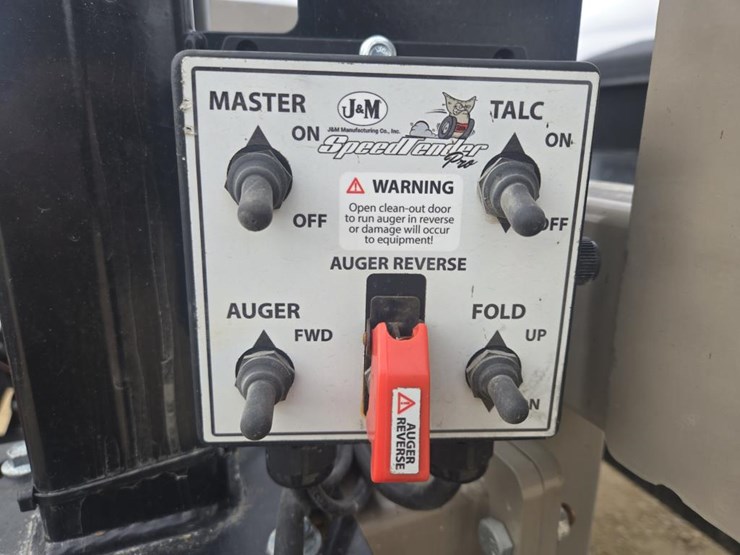 MASTER
ON
OFF
J&M
J&M Manufacturing Co., Inc.
SpeedTender
Pro
TALC
ON
OFF
WARNING
Open clean-out door
to run auger in reverse
or damage will occur
to equipment!
AUGER REVERSE
AUGER
FWD
FOLD
UP
AUGER
REVERSE